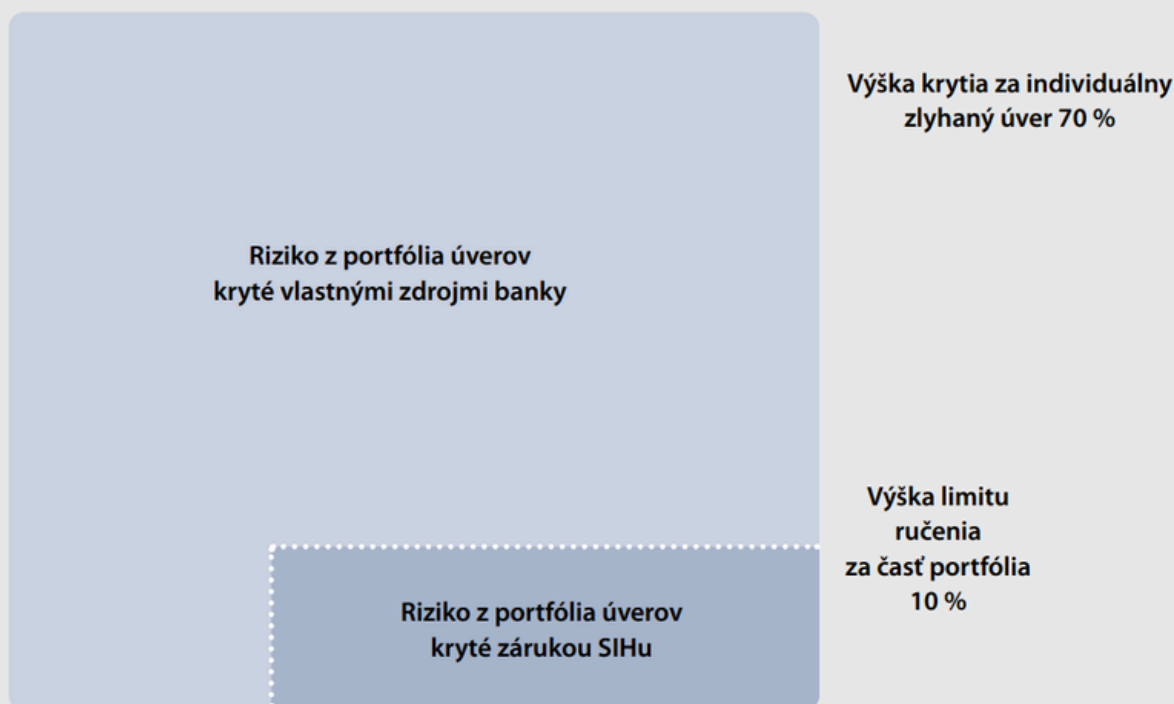 Výška krytia za individuálny
zlyhaný úver 70 %
Riziko z portfólia úverov
kryté vlastnými zdrojmi banky
Výška limitu
ručenia
za časť portfólia
10 %
Riziko z portfólia úverov
kryté zárukou SIHu